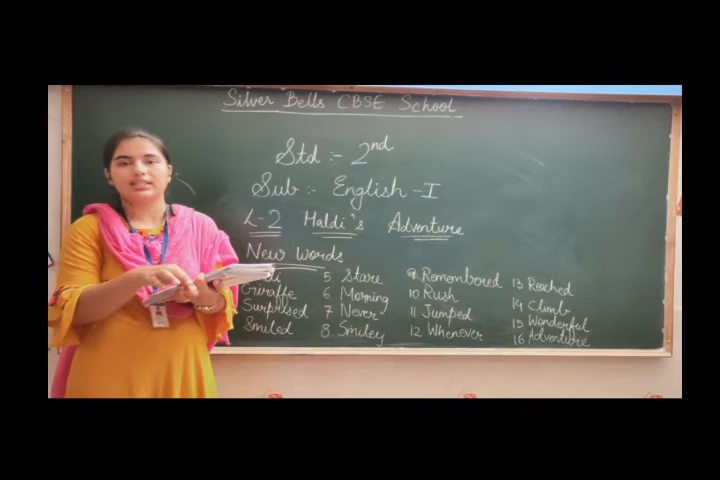 Silver Bells CBSE School
Std :- 2nd
Sub :- English - I
L-2 Haldi's Adventure
New Words
5. Stare 9. Remembered 13 Reached
Giraffe 6 Morning 10 Rush 14 Climb
Surprised 7 Never 11 Jumped 15 Wonderful
Smiled 8 Smiley 12 Whenever 16 Adventure